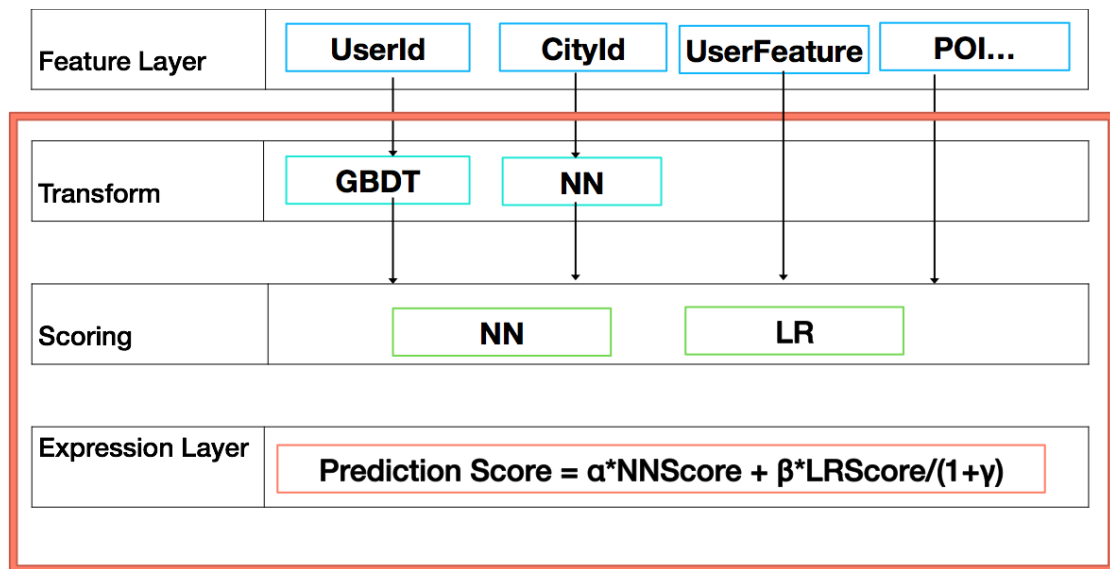 Feature Layer
UserId
CityId
UserFeature
POI...
Transform
GBDT
NN
Scoring
NN
LR
Expression Layer
Prediction Score = α*NNScore + β*LRScore/(1+γ)